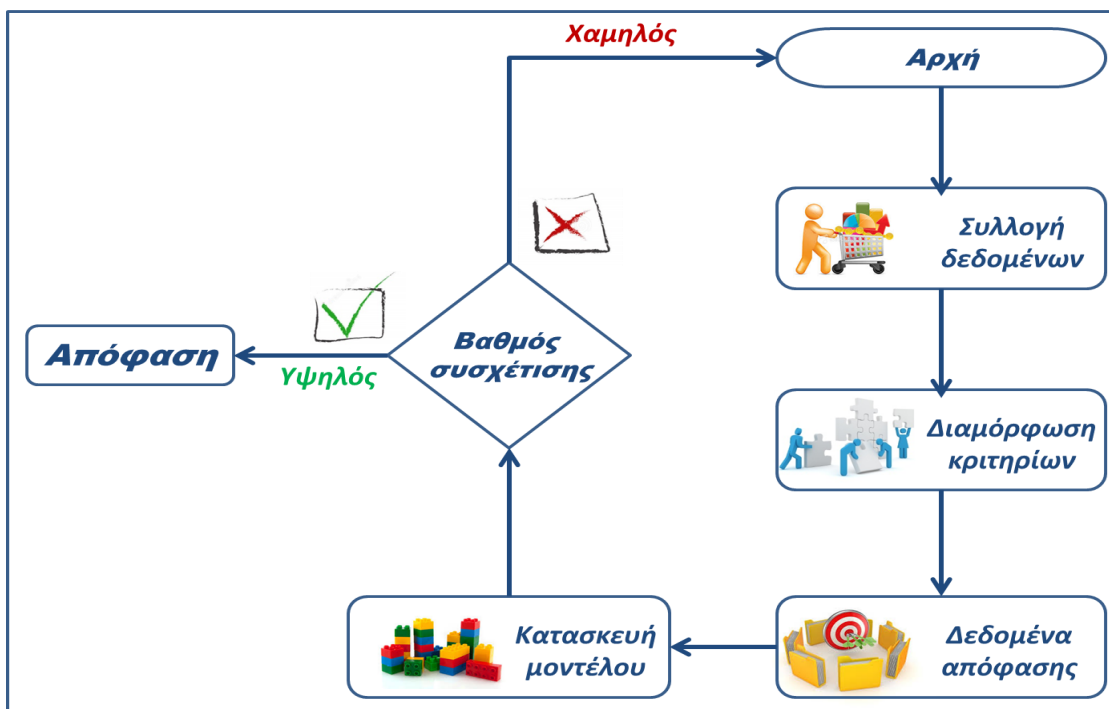 Χαμηλός
Αρχή
Συλλογή
δεδομένων
Βαθμός
συσχέτισης
Απόφαση
Υψηλός
Διαμόρφωση
κριτηρίων
Κατασκευή
μοντέλου
Δεδομένα
απόφασης